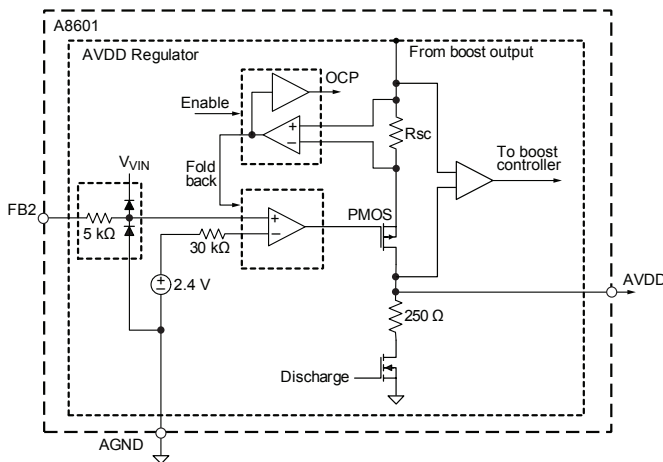 A8601
AVDD Regulator
From boost output
OCP
Enable
+
−
Rsc
To boost
controller
Fold
back
VVIN
FB2
5 kΩ
30 kΩ
+
−
PMOS
+
−
2.4 V
AVDD
250 Ω
Discharge
AGND